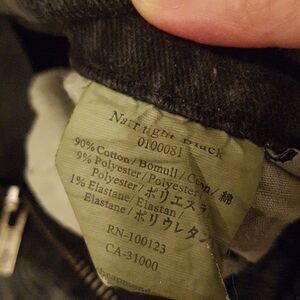 Black
0100081
90% Cotton / Bomull / Coton / 綿
9% Polyester / Polyester
Polyester / ポリエステル
1% Elastane / Elastan /
Elastane / ポリウレタン
RN-100123
CA-31000